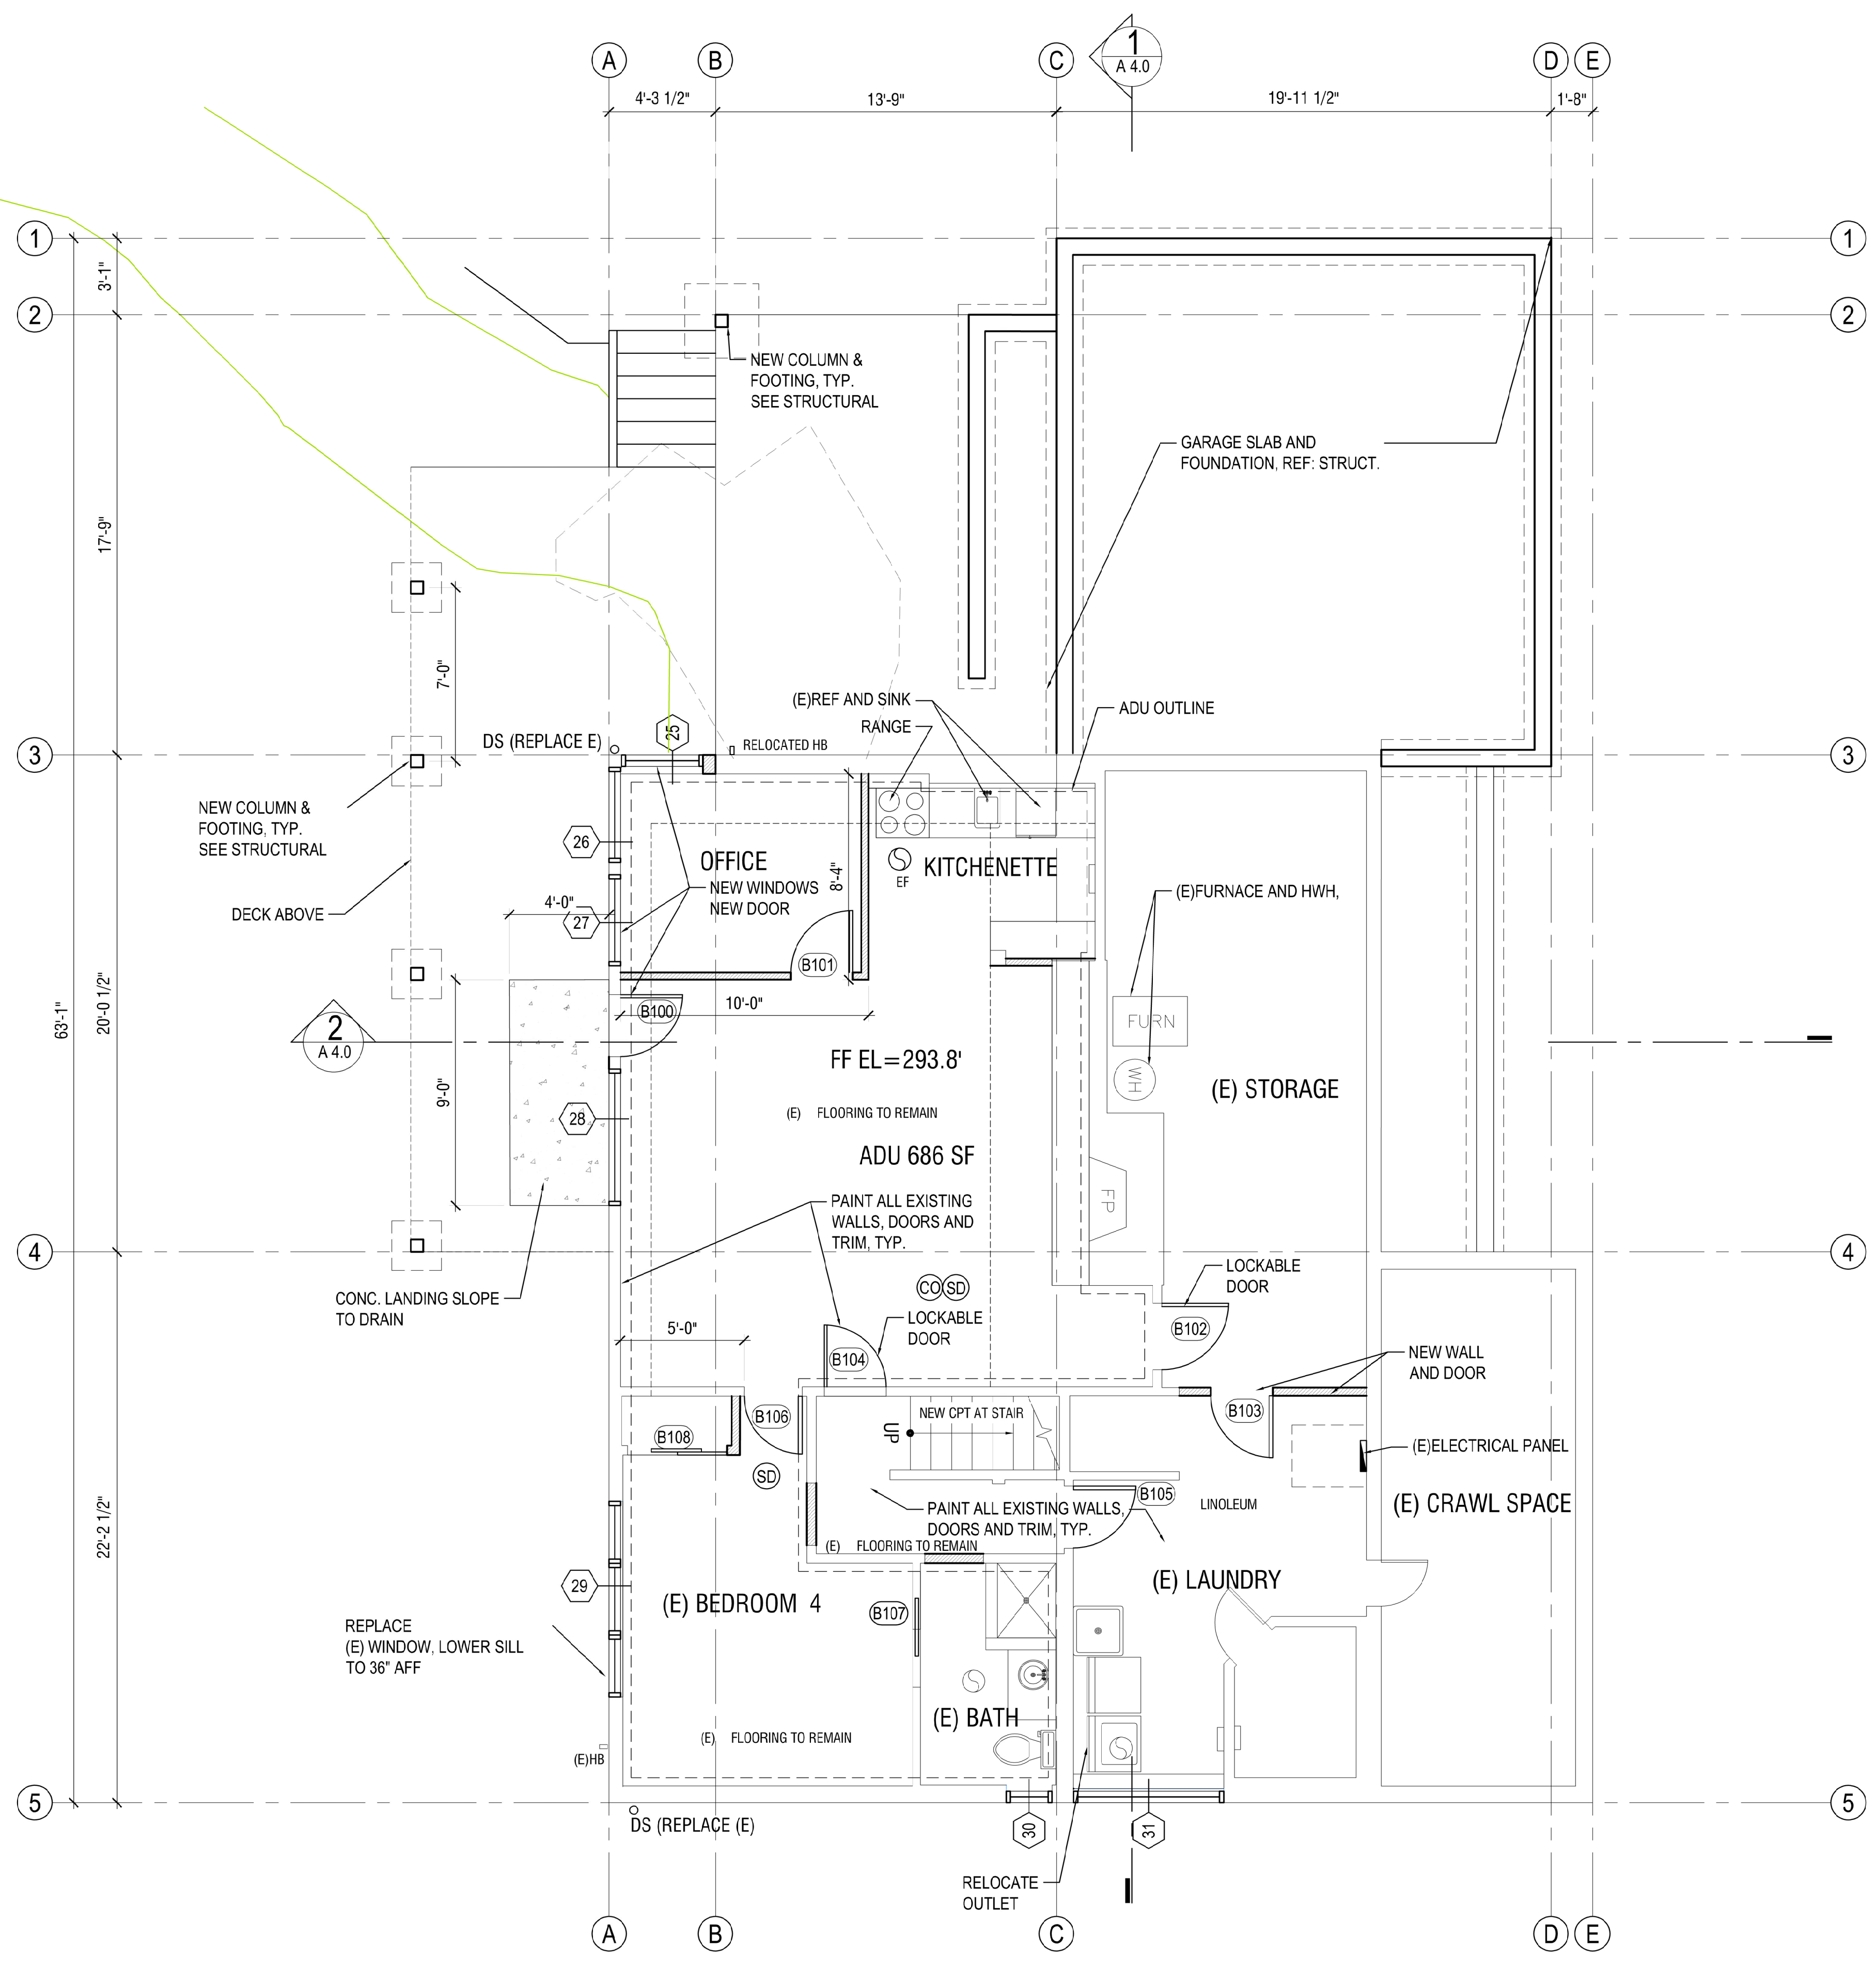 1
A 4.0
A
B
C
D
E
4'-3 1/2"
13'-9"
19'-11 1/2"
1'-8"
1
1
3'-1"
2
2
NEW COLUMN &
FOOTING, TYP.
SEE STRUCTURAL
GARAGE SLAB AND
FOUNDATION, REF: STRUCT.
17'-9"
7'-0"
(E)REF AND SINK
RANGE
ADU OUTLINE
25
DS (REPLACE E)
RELOCATED HB
3
3
NEW COLUMN &
FOOTING, TYP.
SEE STRUCTURAL
26
OFFICE
8'-4"
KITCHENETTE
EF
NEW WINDOWS
NEW DOOR
(E)FURNACE AND HWH,
4'-0"
27
DECK ABOVE
B101
10'-0"
B100
63'-1"
20'-0 1/2"
2
A 4.0
FURN
FF EL=293.8'
WH
(E) STORAGE
9'-0"
28
(E) FLOORING TO REMAIN
ADU 686 SF
FP
PAINT ALL EXISTING
WALLS, DOORS AND
TRIM, TYP.
4
4
LOCKABLE
DOOR
CO
SD
CONC. LANDING SLOPE
TO DRAIN
LOCKABLE
DOOR
5'-0"
B102
B104
NEW WALL
AND DOOR
B106
NEW CPT AT STAIR
B103
B108
UP
(E)ELECTRICAL PANEL
SD
B105
LINOLEUM
(E) CRAWL SPACE
22'-2 1/2"
PAINT ALL EXISTING WALLS,
DOORS AND TRIM, TYP.
(E) FLOORING TO REMAIN
29
(E) LAUNDRY
(E) BEDROOM 4
B107
REPLACE
(E) WINDOW, LOWER SILL
TO 36" AFF
(E) BATH
(E) FLOORING TO REMAIN
(E)HB
5
5
DS (REPLACE (E)
30
31
RELOCATE
OUTLET
A
B
C
D
E